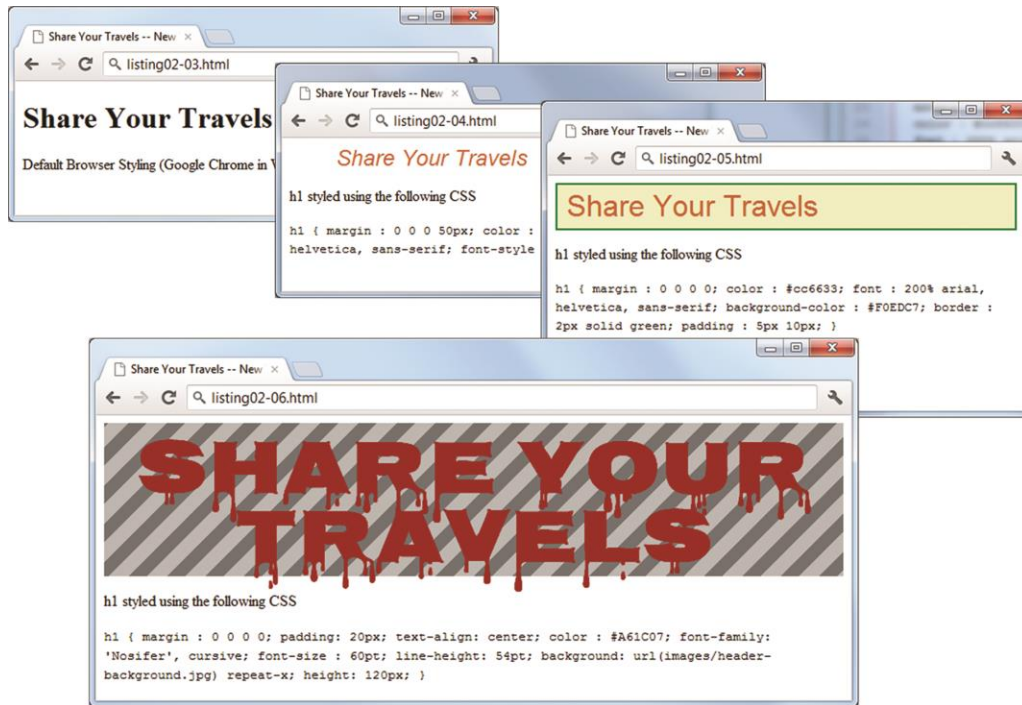 Share Your Travels -- New
listing02-03.html
Share Your Travels
Default Browser Styling (Google Chrome in
Share Your Travels -- New
listing02-04.html
Share Your Travels
h1 styled using the following CSS
h1 { margin : 0 0 0 50px; color :
helvetica, sans-serif; font-style
Share Your Travels -- New
listing02-05.html
Share Your Travels
h1 styled using the following CSS
h1 { margin : 0 0 0 0; color : #cc6633; font : 200% arial,
helvetica, sans-serif; background-color : #F0EDC7; border :
2px solid green; padding : 5px 10px; }
Share Your Travels -- New
listing02-06.html
SHARE YOUR
TRAVELS
h1 styled using the following CSS
h1 { margin : 0 0 0 0; padding: 20px; text-align: center; color : #A61C07; font-family:
'Nosifer', cursive; font-size : 60pt; line-height: 54pt; background: url(images/header-
background.jpg) repeat-x; height: 120px; }